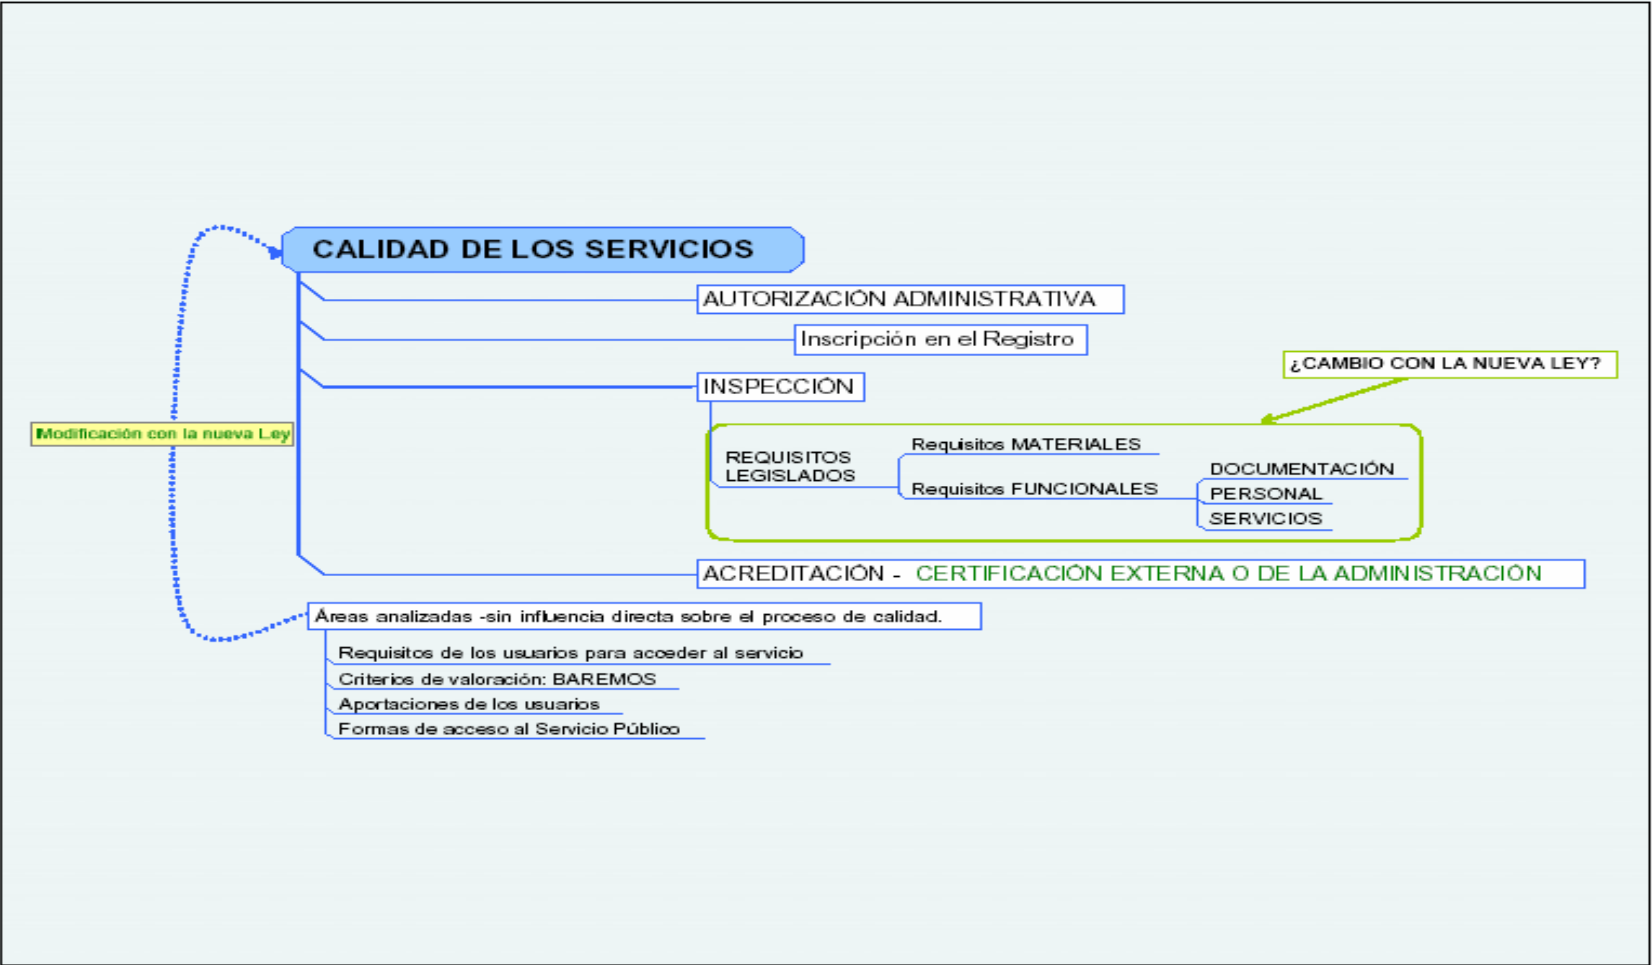 CALIDAD DE LOS SERVICIOS
AUTORIZACIÓN ADMINISTRATIVA
Inscripción en el Registro
¿CAMBIO CON LA NUEVA LEY?
INSPECCIÓN
Modificación con la nueva Ley
REQUISITOS
LEGISLADOS
Requisitos MATERIALES
Requisitos FUNCIONALES
DOCUMENTACIÓN
PERSONAL
SERVICIOS
ACREDITACIÓN - CERTIFICACIÓN EXTERNA O DE LA ADMINISTRACIÓN
Áreas analizadas -sin influencia directa sobre el proceso de calidad.
Requisitos de los usuarios para acceder al servicio
Criterios de valoración: BAREMOS
Aportaciones de los usuarios
Formas de acceso al Servicio Público